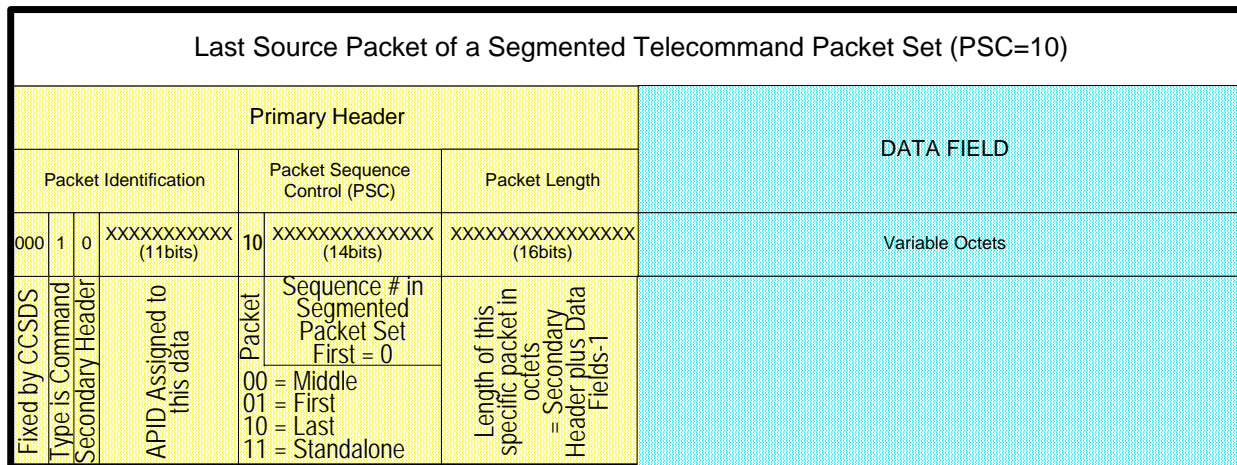 Last Source Packet of a Segmented Telecommand Packet Set (PSC=10)
Primary Header
DATA FIELD
Packet Identification
Packet Sequence
Control (PSC)
Packet Length
000
1
0
XXXXXXXXXXX
(11bits)
10
XXXXXXXXXXXXXX
(14bits)
XXXXXXXXXXXXXXXX
(16bits)
Variable Octets
Fixed by CCSDS
Type is Command
Secondary Header
APID Assigned to
this data
Packet
Sequence # in
Segmented
Packet Set
First = 0
00 = Middle
01 = First
10 = Last
11 = Standalone
Length of this
specific packet in
octets
= Secondary
Header plus Data
Fields-1